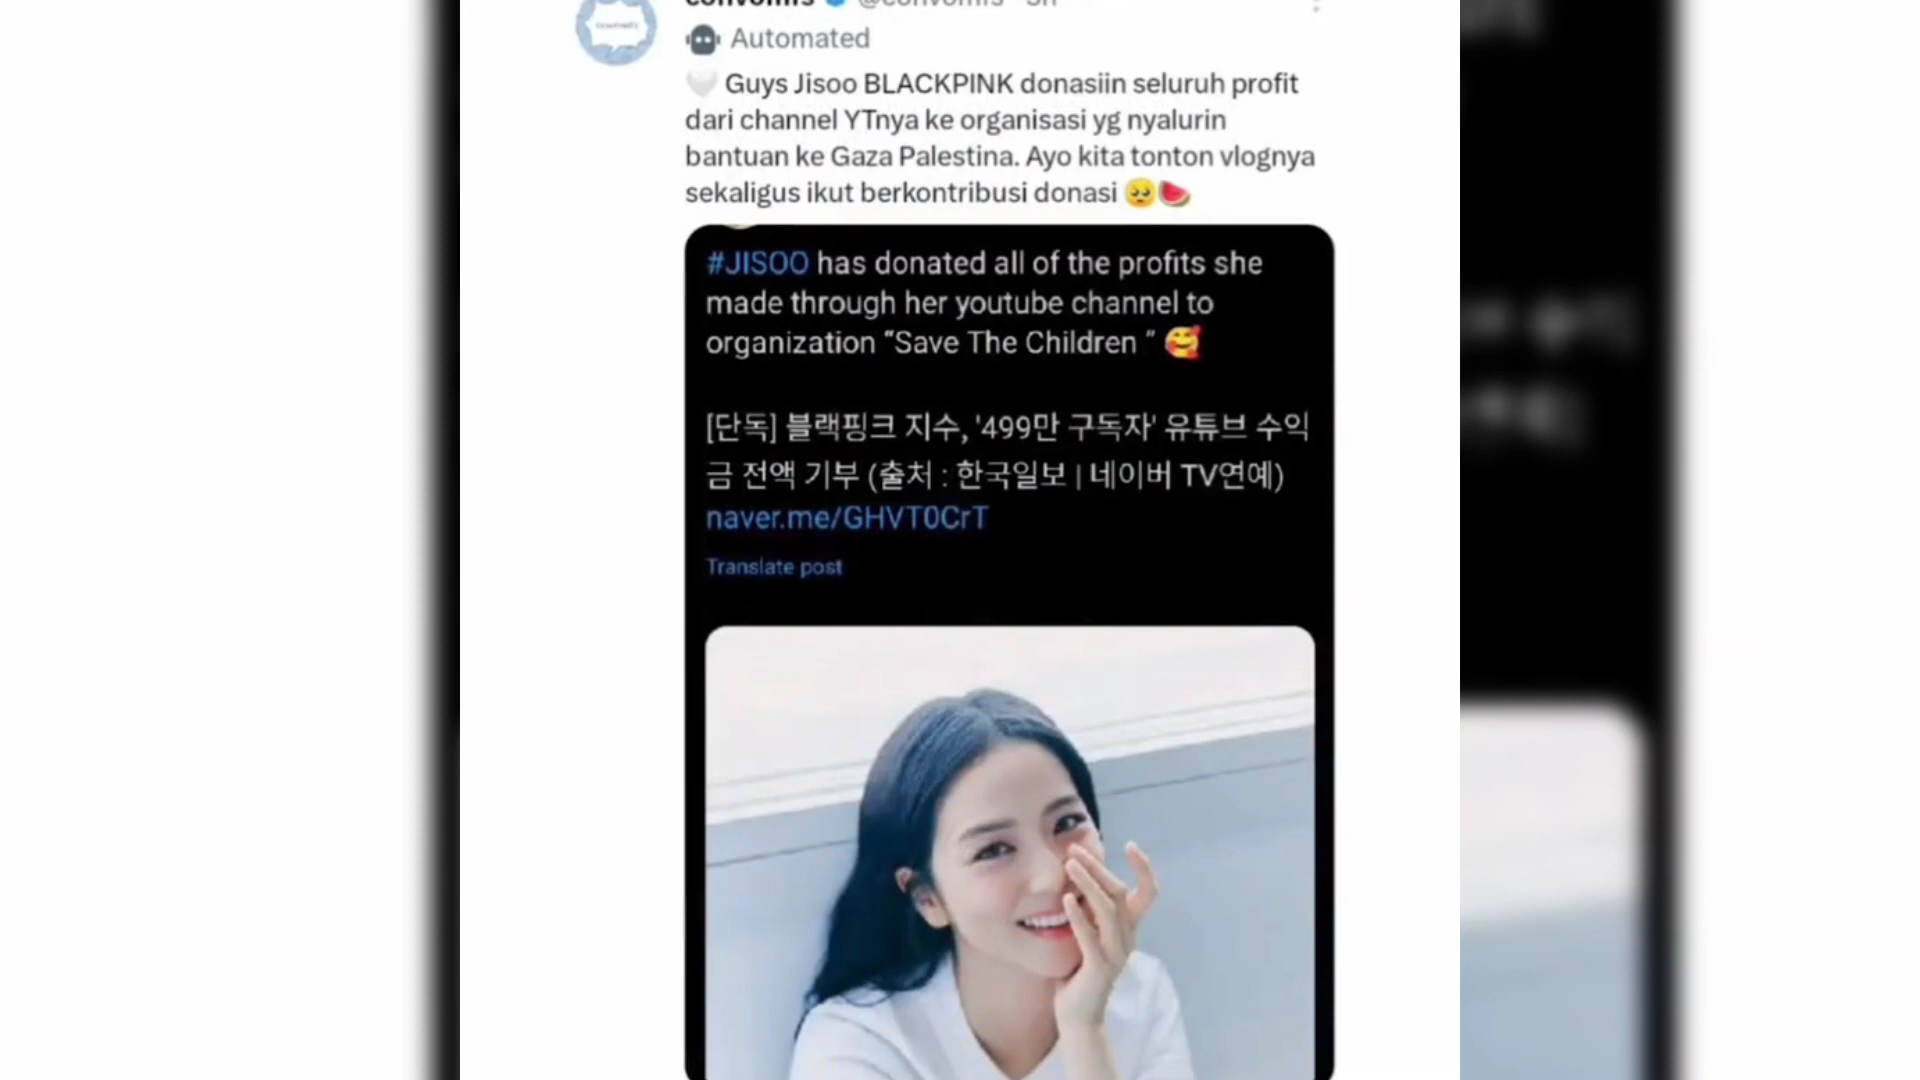 Automated
Guys Jisoo BLACKPINK donasiin seluruh profit
dari channel YTnya ke organisasi yg nyalurin
bantuan ke Gaza Palestina. Ayo kita tonton vlognya
sekaligus ikut berkontribusi donasi 🥺🍉
#JISOO has donated all of the profits she
made through her youtube channel to
organization “Save The Children ” 🥰
[단독] 블랙핑크 지수, '499만 구독자' 유튜브 수익
금 전액 기부 (출처 : 한국일보 | 네이버 TV연예)
naver.me/GHVT0CrT
Translate post